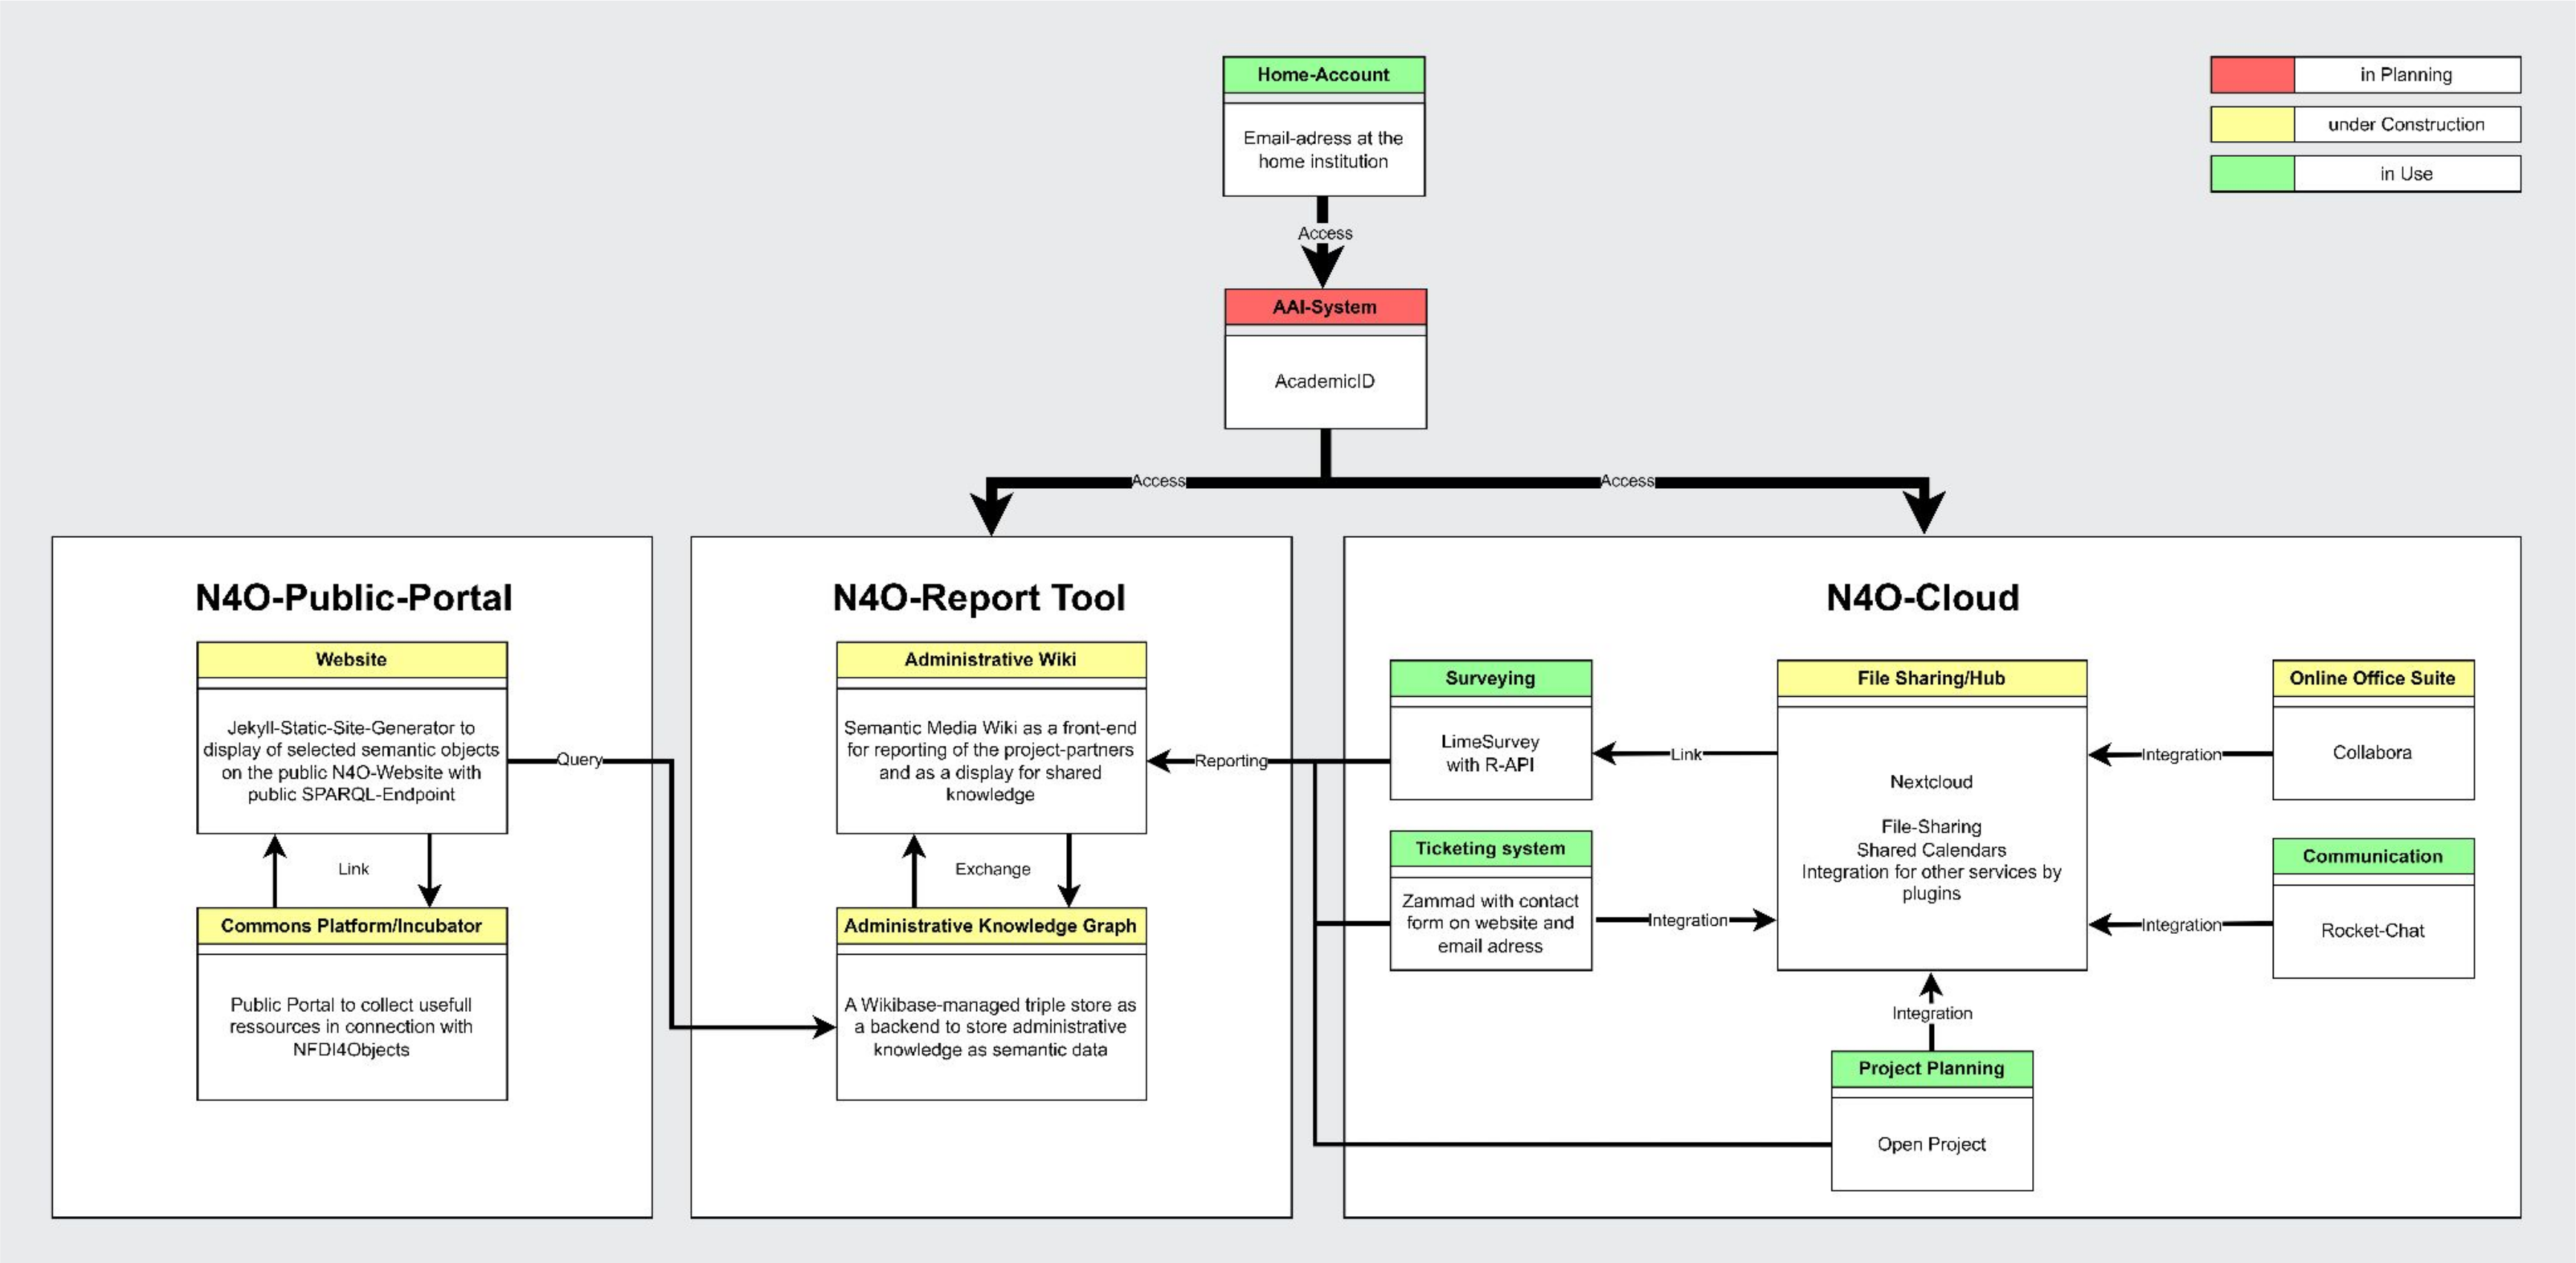 Home-Account
Email-adress at the
home institution
in Planning
under Construction
in Use
Access
AAI-System
AcademicID
Access
Access
N4O-Public-Portal
Website
Jekyll-Static-Site-Generator to
display of selected semantic objects
on the public N4O-Website with
public SPARQL-Endpoint
Query
Link
Commons Platform/Incubator
Public Portal to collect usefull
ressources in connection with
NFDI4Objects
N4O-Report Tool
Administrative Wiki
Semantic Media Wiki as a front-end
for reporting of the project-partners
and as a display for shared
knowledge
Exchange
Administrative Knowledge Graph
A Wikibase-managed triple store as
a backend to store administrative
knowledge as semantic data
Reporting
N4O-Cloud
Surveying
LimeSurvey
with R-API
Link
Ticketing system
Zammad with contact
form on website and
email adress
Integration
File Sharing/Hub
Nextcloud
File-Sharing
Shared Calendars
Integration for other services by
plugins
Integration
Online Office Suite
Collabora
Integration
Communication
Rocket-Chat
Integration
Project Planning
Open Project